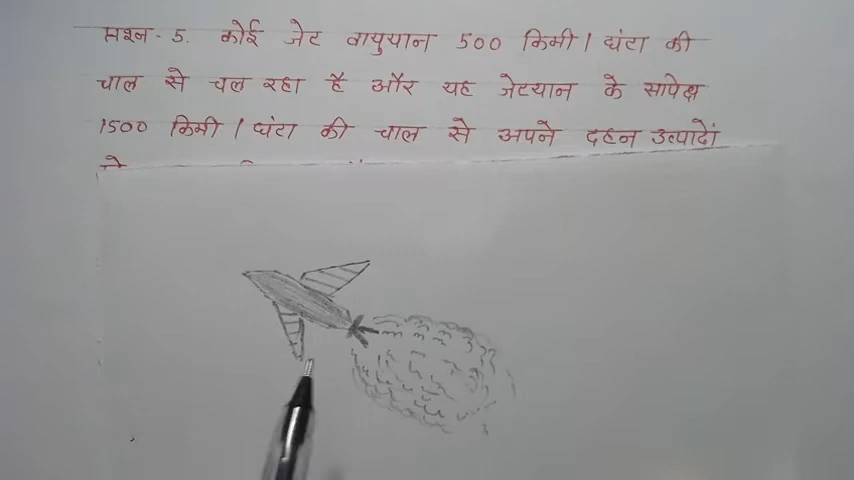 प्रश्न - 5. कोई जेट वायुयान 500 किमी / घंटा की
चाल से चल रहा है और यह जेटयान के सापेक्ष
1500 किमी / घंटा की चाल से अपने दहन उत्पादों